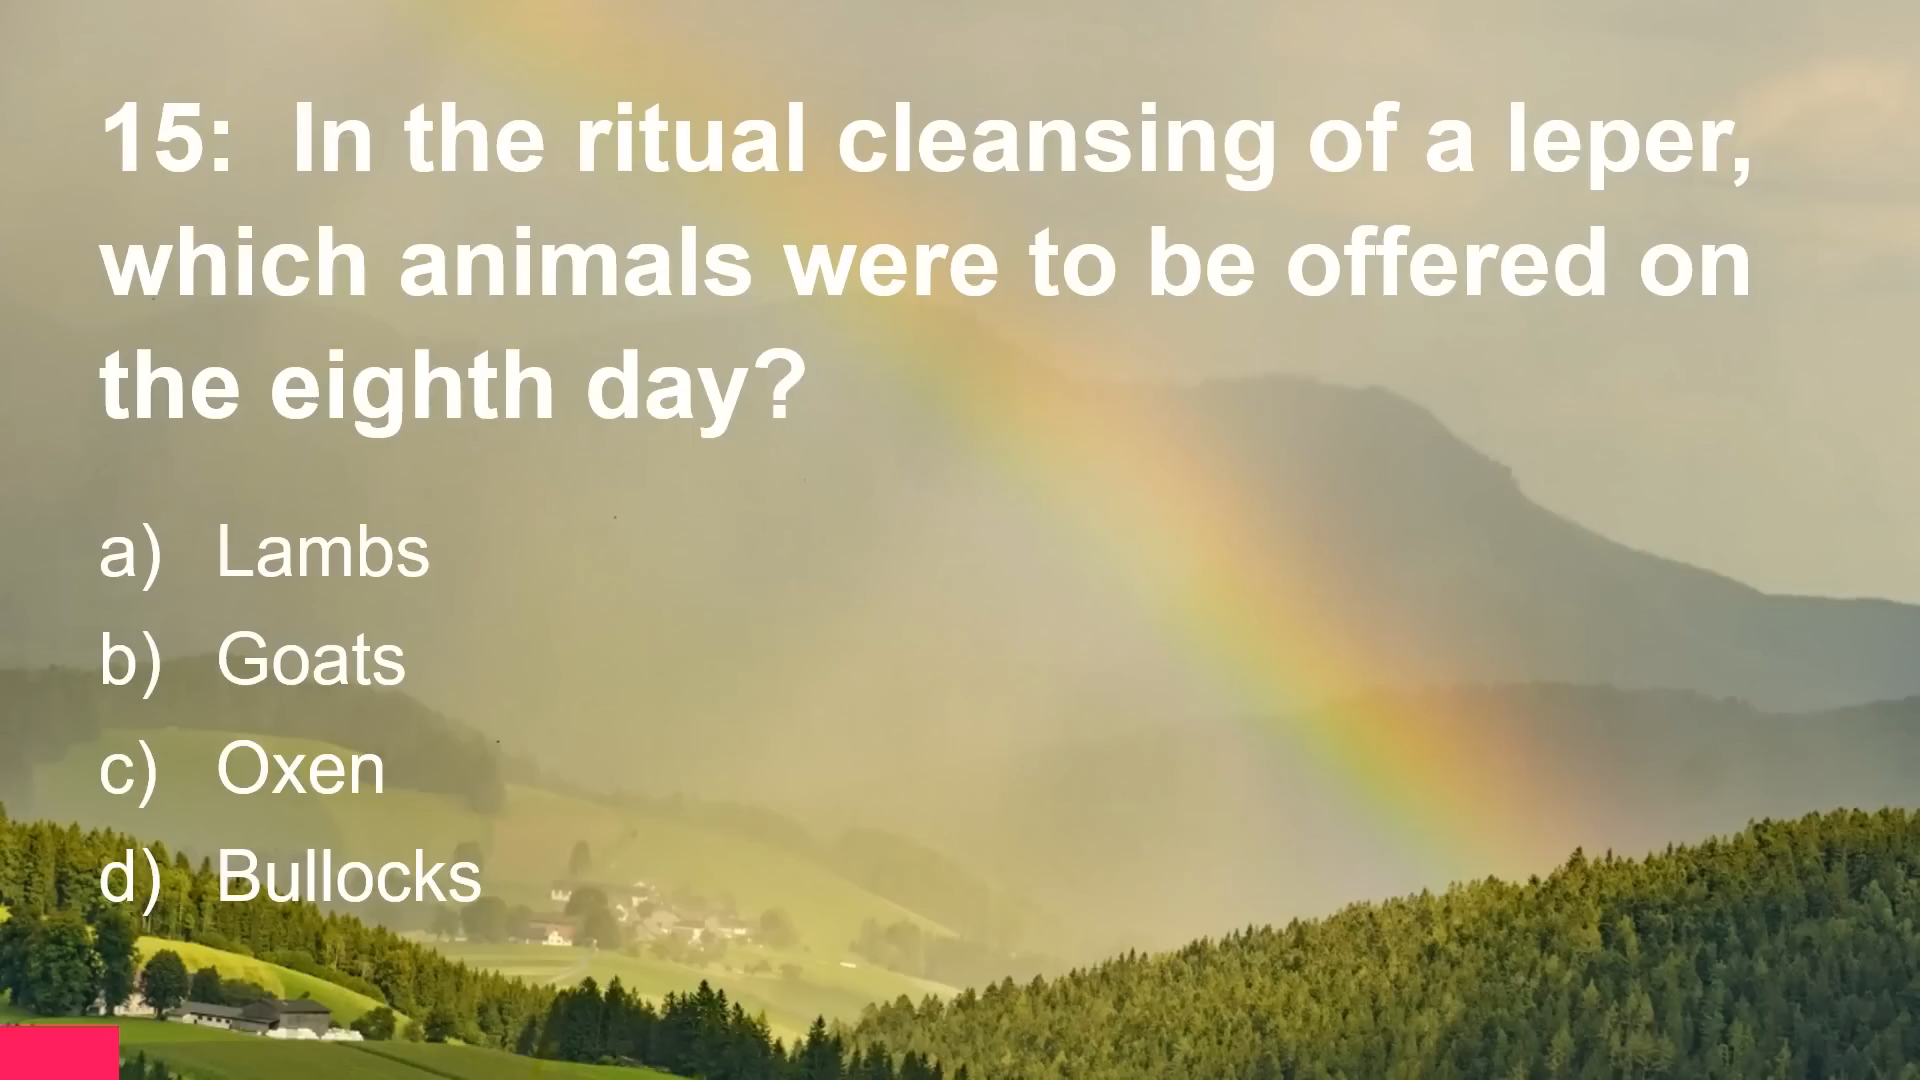 15: In the ritual cleansing of a leper,
which animals were to be offered on
the eighth day?
a) Lambs
b) Goats
c) Oxen
d) Bullocks